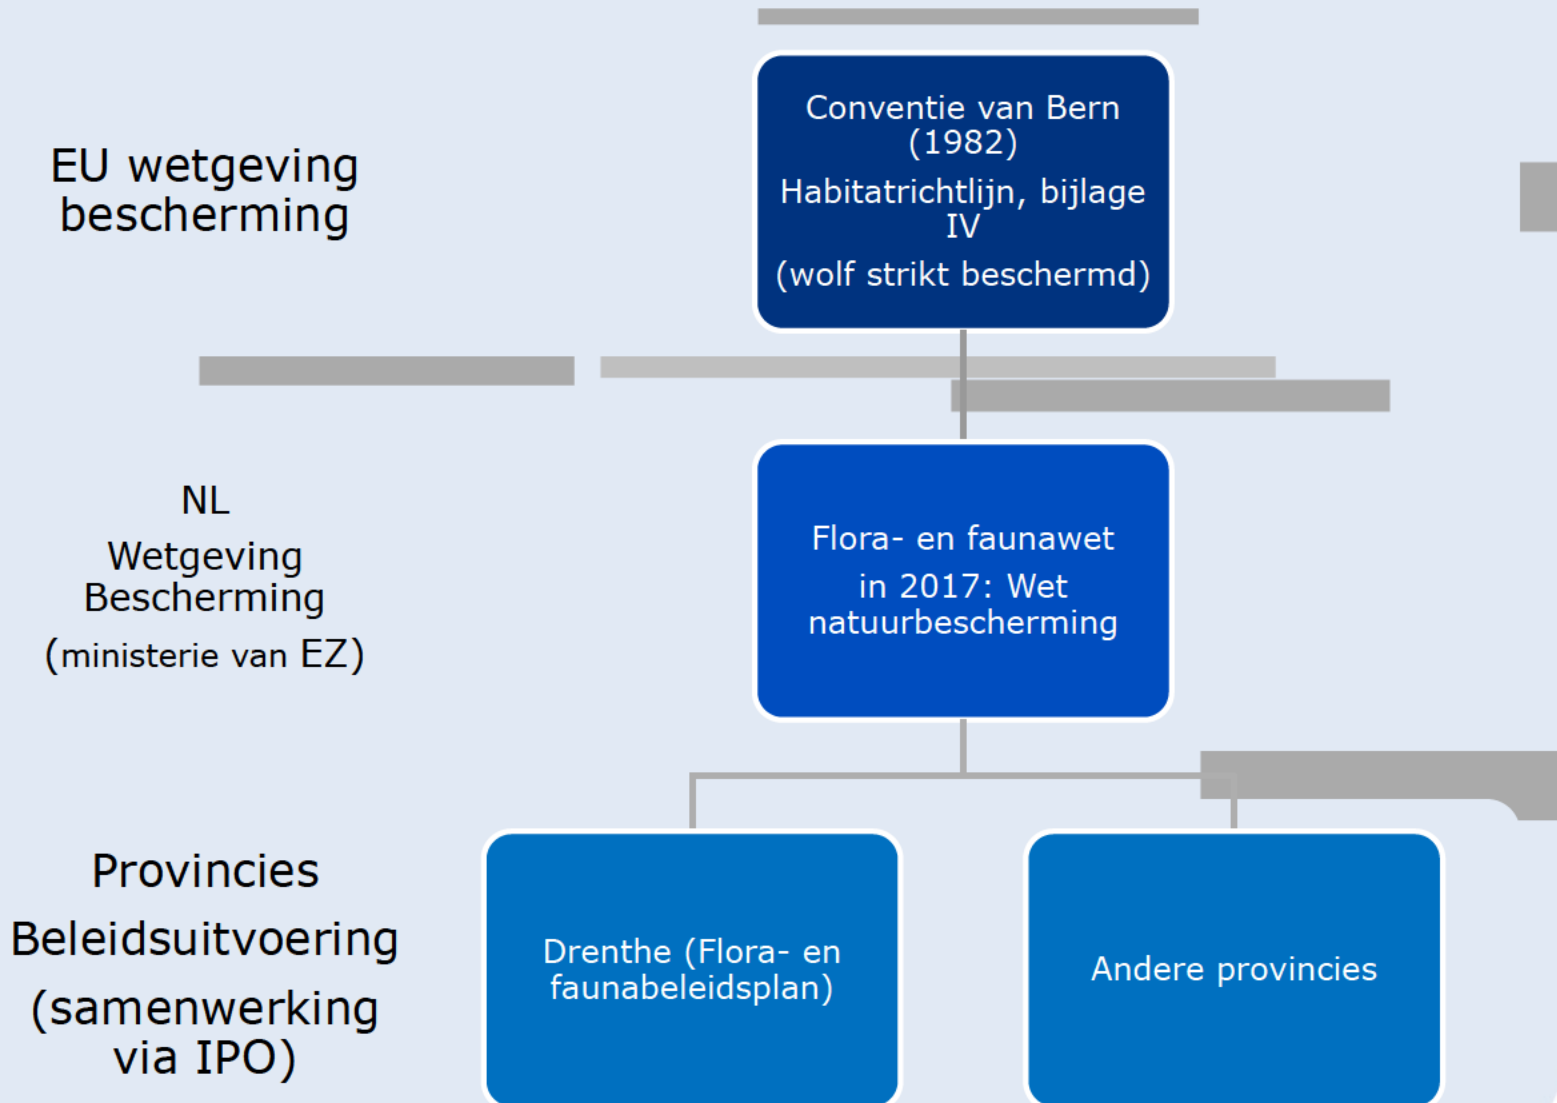 EU wetgeving
bescherming
Conventie van Bern
(1982)
Habitatrichtlijn, bijlage
IV
(wolf strikt beschermd)
NL
Wetgeving
Bescherming
(ministerie van EZ)
Flora- en faunawet
in 2017: Wet
natuurbescherming
Provincies
Beleidsuitvoering
(samenwerking
via IPO)
Drenthe (Flora- en
faunabeleidsplan)
Andere provincies